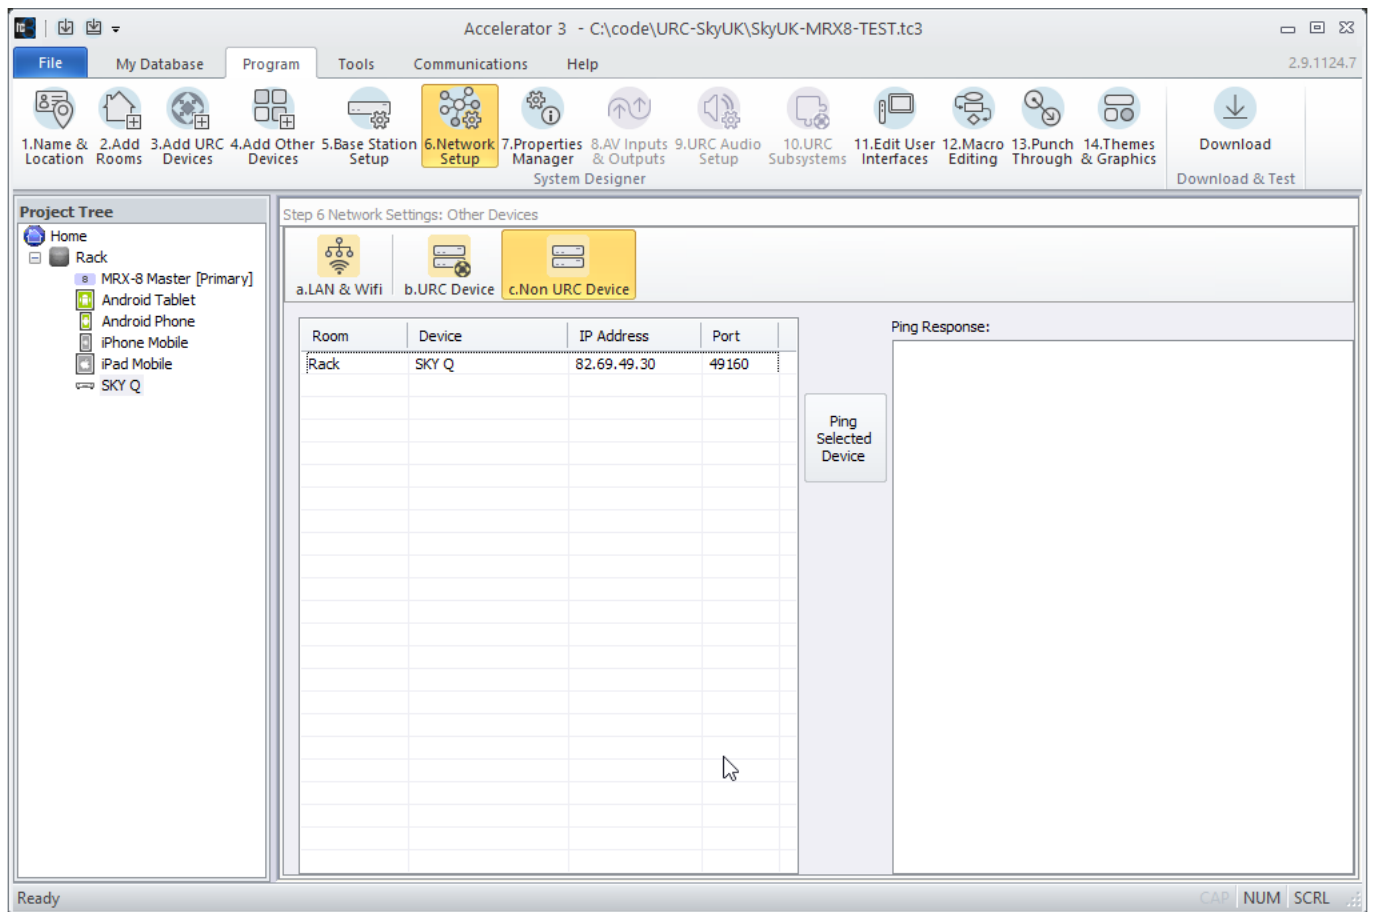 TC
Accelerator 3 - C:\code\URC-SkyUK\SkyUK-MRX8-TEST.tc3
File My Database Program Tools Communications Help 2.9.1124.7
1.Name & Location
2.Add Rooms
3.Add URC Devices
4.Add Other Devices
5.Base Station Setup
6.Network Setup
7.Properties Manager
8.AV Inputs & Outputs
9.URC Audio Setup
10.URC Subsystems
11.Edit User Interfaces
12.Macro Editing
13.Punch Through
14.Themes & Graphics
Download
System Designer
Download & Test
Project Tree
Home
Rack
8 MRX-8 Master [Primary]
Android Tablet
Android Phone
iPhone Mobile
iPad Mobile
SKY Q
Step 6 Network Settings: Other Devices
a.LAN & Wifi b.URC Device c.Non URC Device
Room Device IP Address Port
Rack SKY Q 82.69.49.30 49160
Ping
Selected
Device
Ping Response:
Ready CAP NUM SCRL